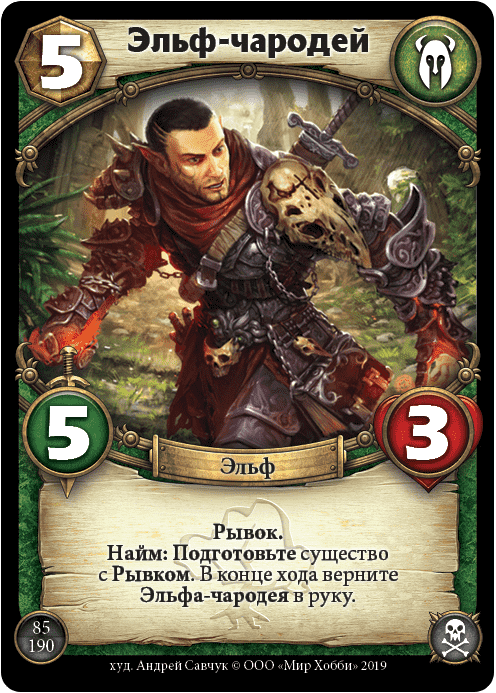 5
Эльф-чародей
5
3
Эльф
Рывок.
Найм: Подготовьте существо
с Рывком. В конце хода верните
Эльфа-чародея в руку.
85
190
худ. Андрей Савчук © ООО «Мир Хобби» 2019